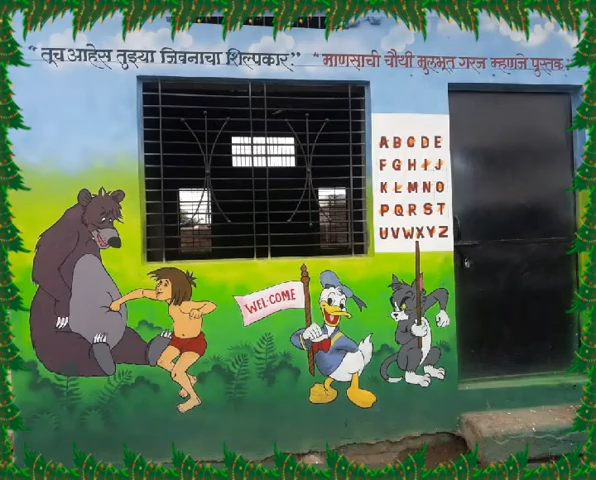 "तूच आहेस तुझ्या जिवनाचा शिल्पकार" "माणसाची चौथी मुलभूत गरज म्हणजे पुस्तक
A B C D E
F G H I J
K L M N O
P Q R S T
U V W X Y Z
WEL-COME